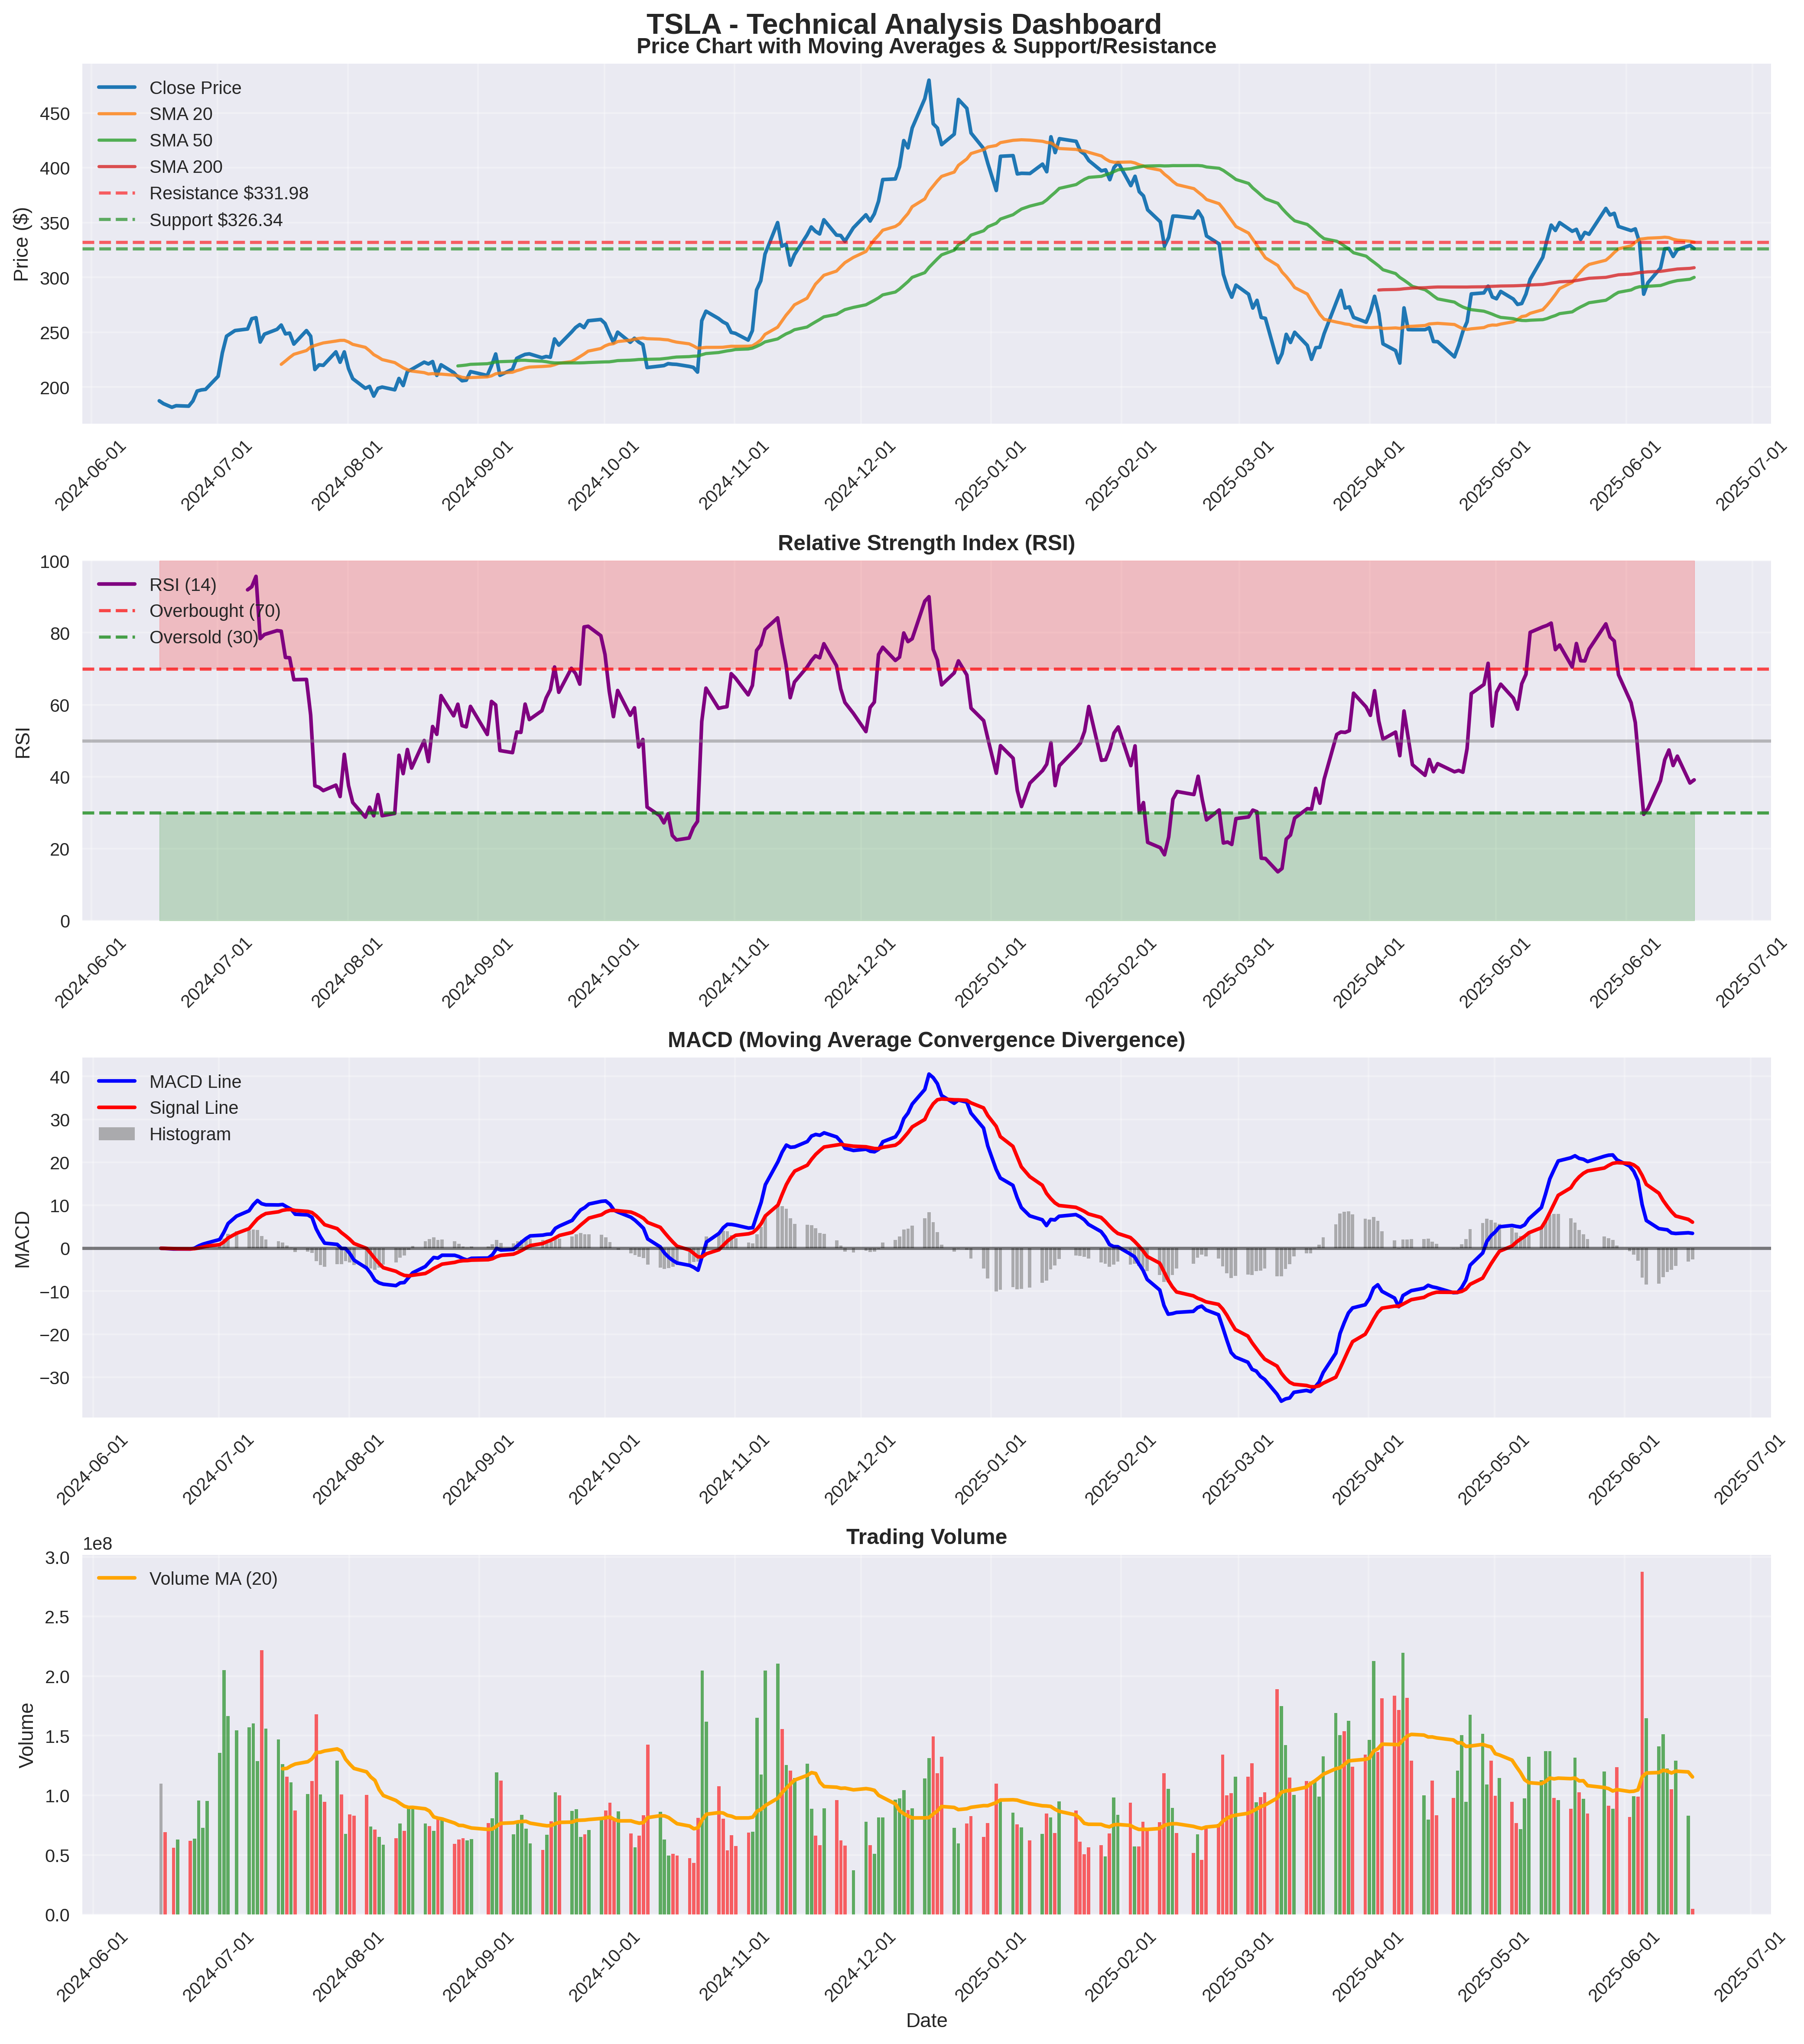 TSLA - Technical Analysis Dashboard
Price Chart with Moving Averages & Support/Resistance
Close Price
SMA 20
SMA 50
SMA 200
Resistance $331.98
Support $326.34
Price ($)
450
400
350
300
250
200
2024-06-01 2024-07-01 2024-08-01 2024-09-01 2024-10-01 2024-11-01 2024-12-01 2025-01-01 2025-02-01 2025-03-01 2025-04-01 2025-05-01 2025-06-01 2025-07-01
Relative Strength Index (RSI)
RSI (14)
Overbought (70)
Oversold (30)
RSI
100
80
60
40
20
0
2024-06-01 2024-07-01 2024-08-01 2024-09-01 2024-10-01 2024-11-01 2024-12-01 2025-01-01 2025-02-01 2025-03-01 2025-04-01 2025-05-01 2025-06-01 2025-07-01
MACD (Moving Average Convergence Divergence)
MACD Line
Signal Line
Histogram
MACD
40
30
20
10
0
−10
−20
−30
2024-06-01 2024-07-01 2024-08-01 2024-09-01 2024-10-01 2024-11-01 2024-12-01 2025-01-01 2025-02-01 2025-03-01 2025-04-01 2025-05-01 2025-06-01 2025-07-01
Trading Volume
1e8
Volume MA (20)
Volume
3.0
2.5
2.0
1.5
1.0
0.5
0.0
2024-06-01 2024-07-01 2024-08-01 2024-09-01 2024-10-01 2024-11-01 2024-12-01 2025-01-01 2025-02-01 2025-03-01 2025-04-01 2025-05-01 2025-06-01 2025-07-01
Date